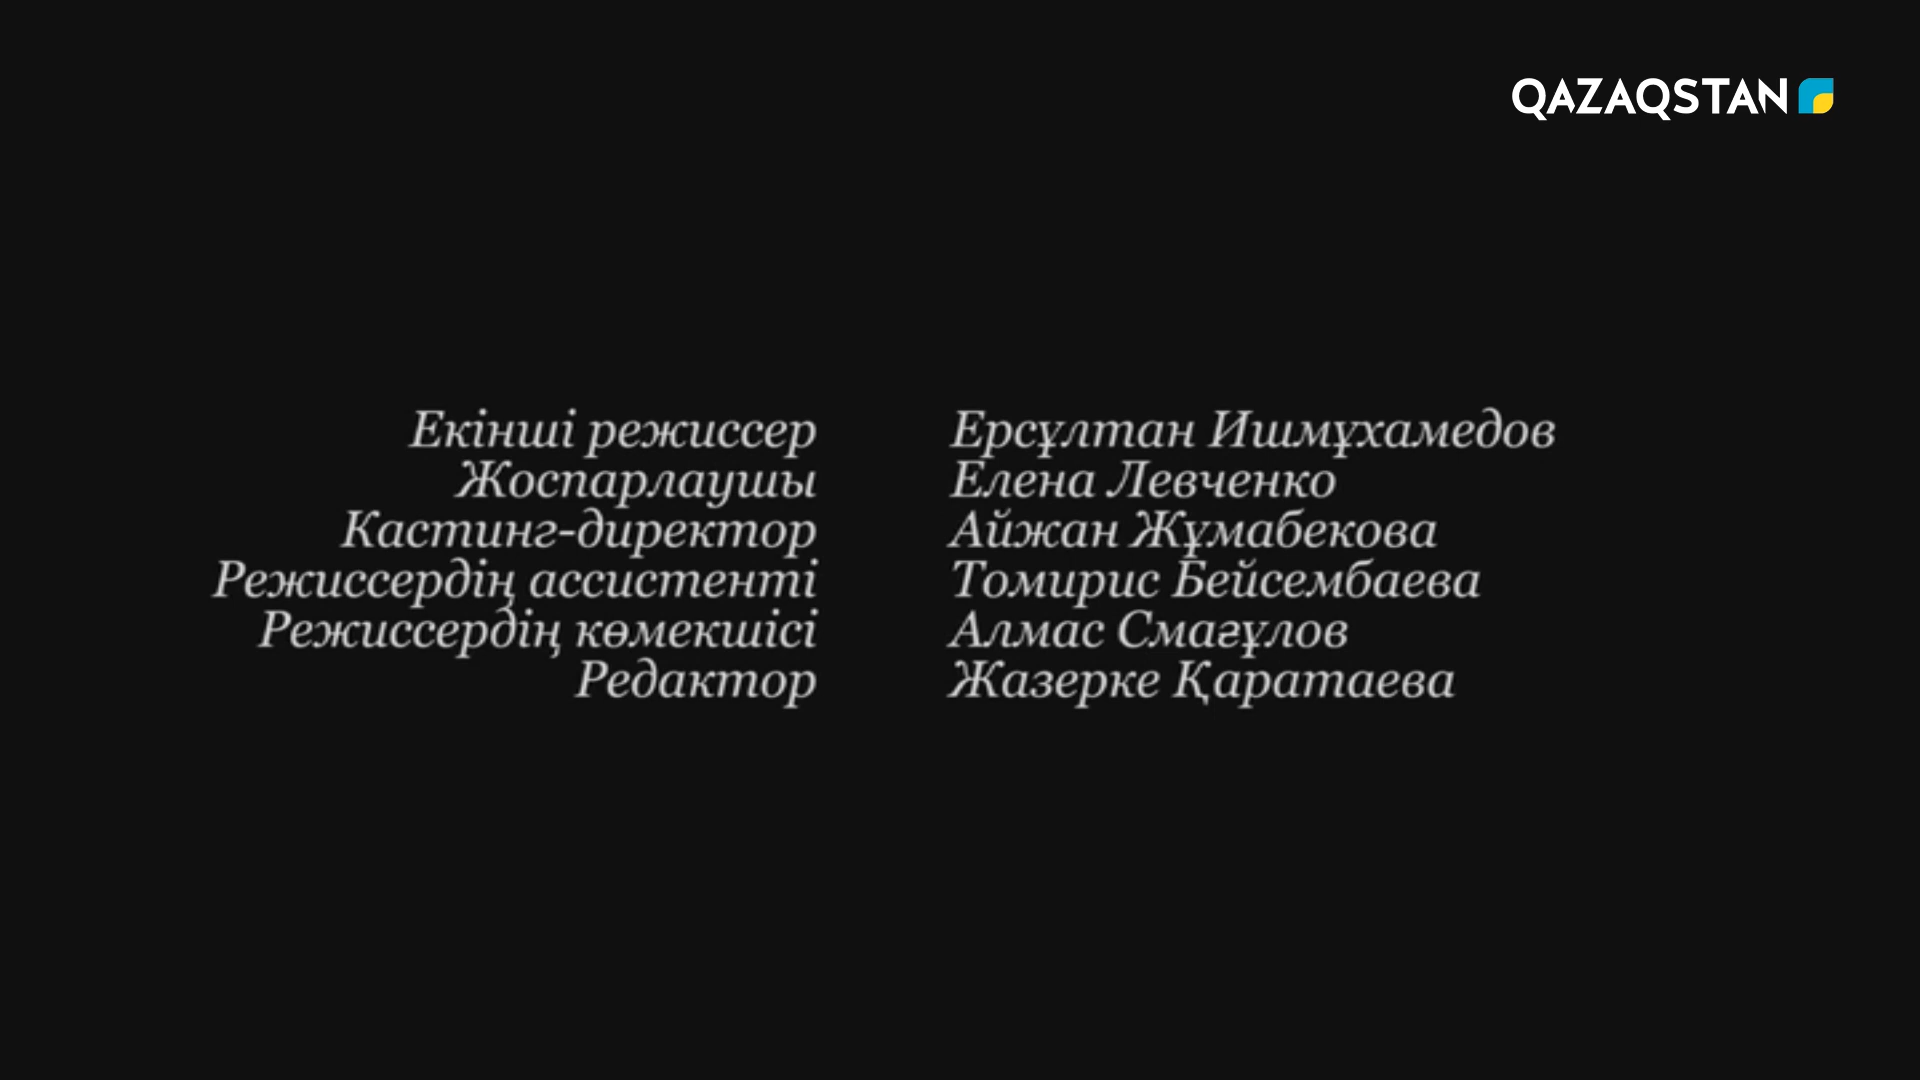 QAZAQSTAN
Екінші режиссер Ерсұлтан Ишмұхамедов
Жоспарлаушы Елена Левченко
Кастинг-директор Айжан Жұмабекова
Режиссердің ассистенті Томирис Бейсембаева
Режиссердің көмекшісі Алмас Смағұлов
Редактор Жазерке Қаратаева